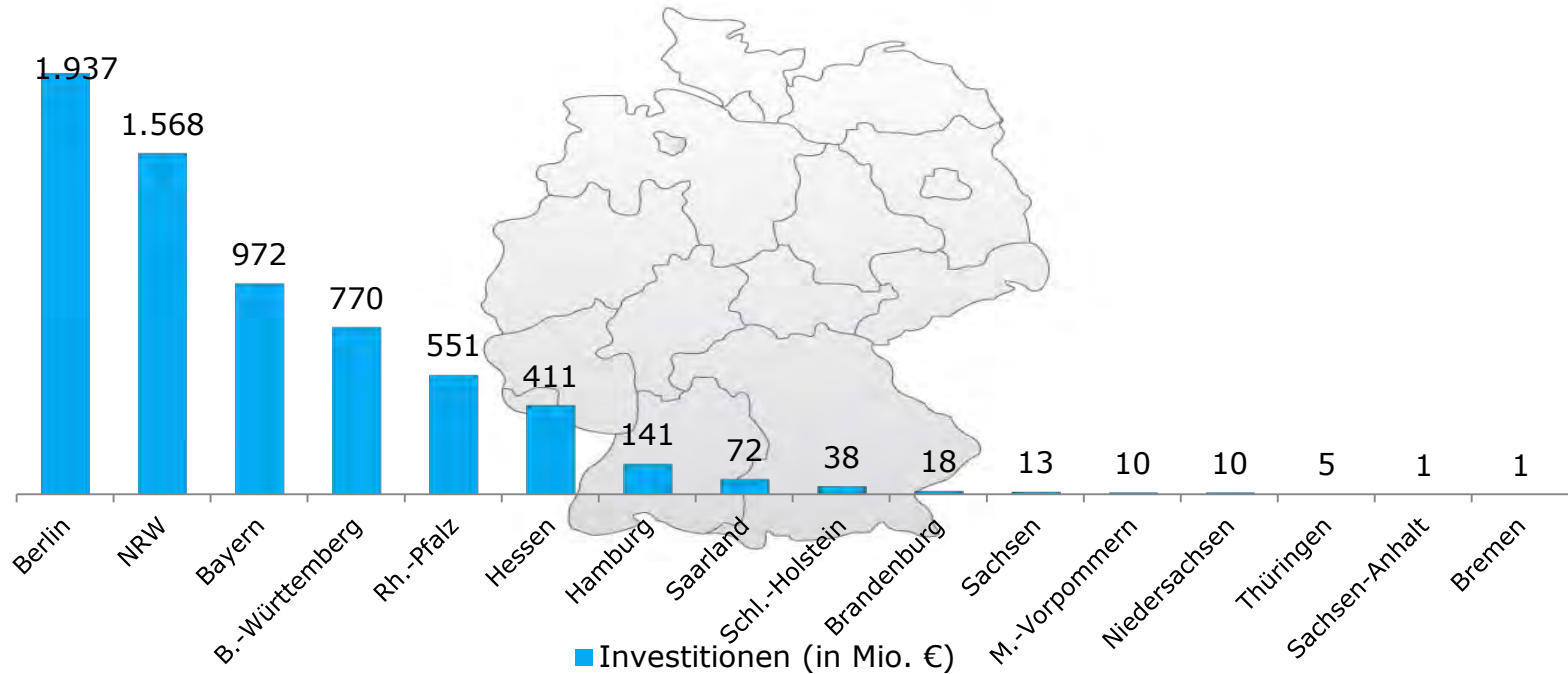 1.937
1.568
972
770
551
411
141
72
38
18
13
10
10
5
1
1
Berlin
NRW
Bayern
B.-Württemberg
Rh.-Pfalz
Hessen
Hamburg
Saarland
Schl.-Holstein
Brandenburg
Sachsen
M.-Vorpommern
Niedersachsen
Thüringen
Sachsen-Anhalt
Bremen
Investitionen (in Mio. €)